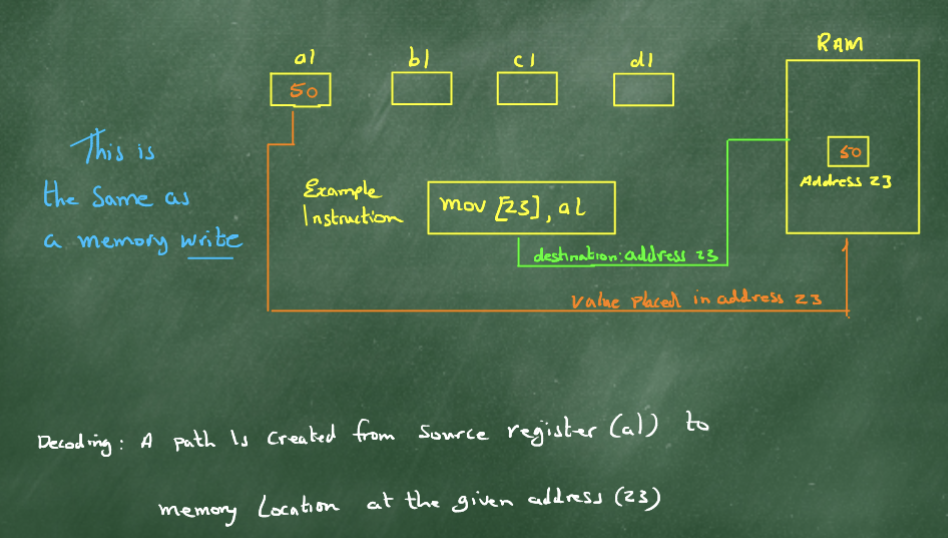 al
bl
cl
dl
RAM
50
50
Address 23
This is
the Same as
a memory write
Example
Instruction
mov [23], al
destination: address 23
Value placed in address 23
Decoding: A path is created from Source register (al) to
memory Location at the given address (23)